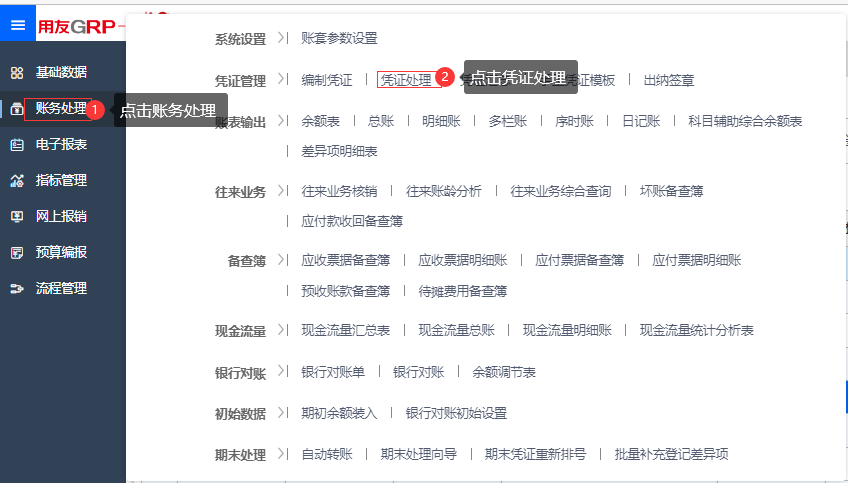 用友GRP
系统设置 账套参数设置
基础数据
凭证管理 编制凭证 凭证处理 2 点击凭证处理 凭证模板 出纳签章
账务处理 1 点击账务处理
账表输出 余额表 总账 明细账 多栏账 序时账 日记账 科目辅助综合余额表
电子报表
差异项明细表
指标管理
往来业务 往来业务核销 往来账龄分析 往来业务综合查询 坏账备查簿
网上报销
应付款收回备查簿
预算编报
备查簿 应收票据备查簿 应收票据明细账 应付票据备查簿 应付票据明细账
流程管理
预收账款备查簿 待摊费用备查簿
现金流量 现金流量汇总表 现金流量总账 现金流量明细账 现金流量统计分析表
银行对账 银行对账单 银行对账 余额调节表
初始数据 期初余额装入 银行对账初始设置
期末处理 自动转账 期末处理向导 期末凭证重新排号 批量补充登记差异项